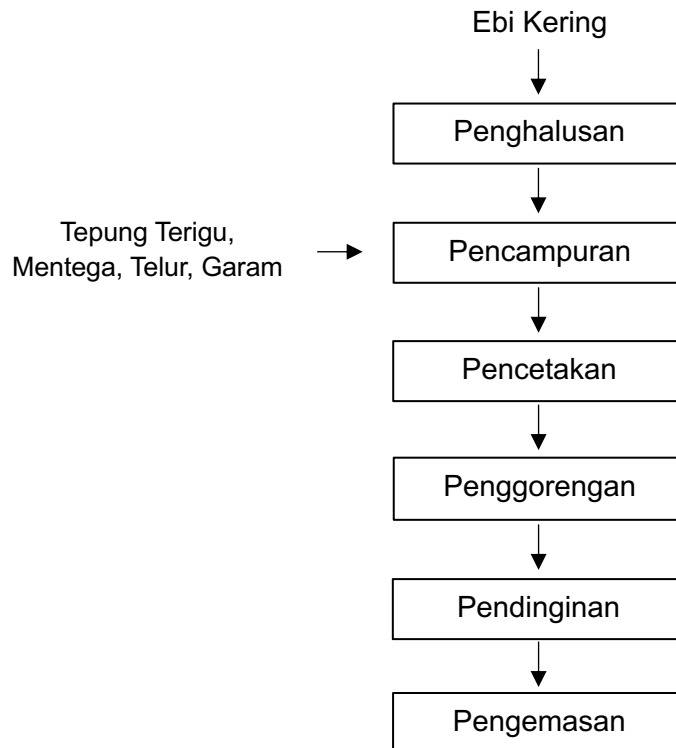 Ebi Kering
Penghalusan
Tepung Terigu,
Mentega, Telur, Garam
Pencampuran
Pencetakan
Penggorengan
Pendinginan
Pengemasan